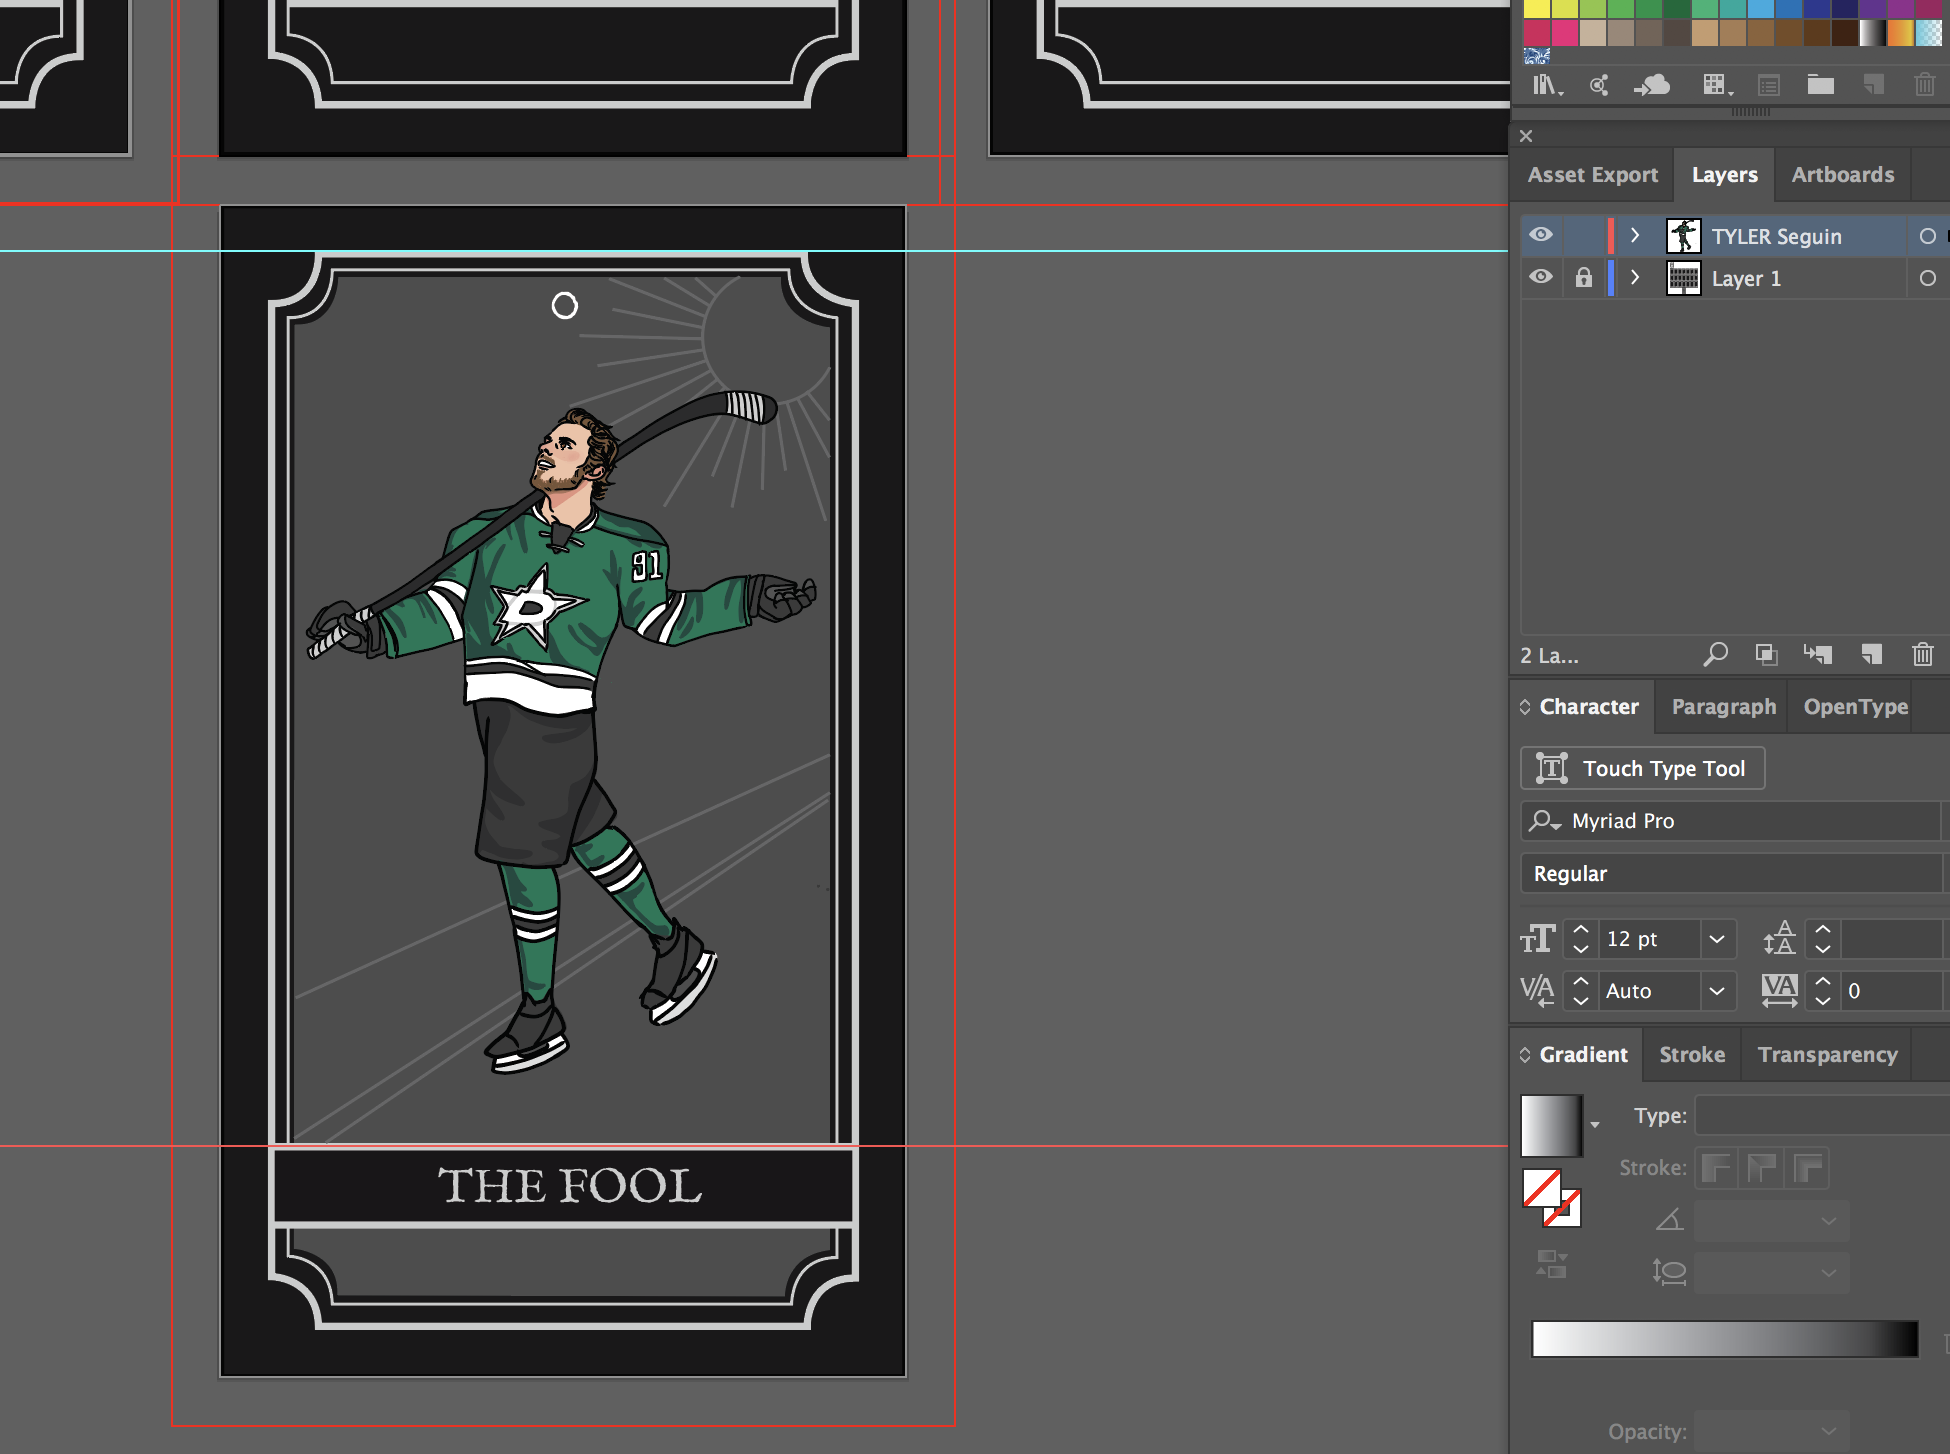 Asset Export
Layers
Artboards
TYLER Seguin
Layer 1
2 La...
Character
Paragraph
OpenType
Touch Type Tool
Myriad Pro
Regular
12 pt
Auto
0
Gradient
Stroke
Transparency
Type:
Stroke:
Opacity:
91
D
THE FOOL